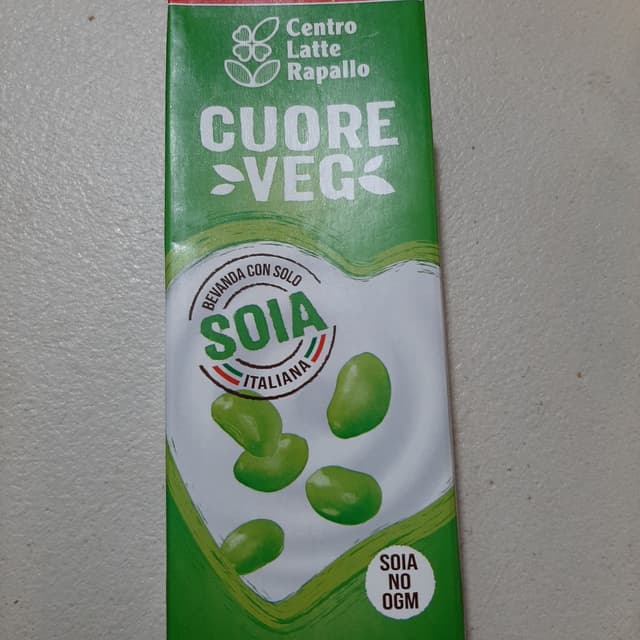 Centro
Latte
Rapallo
CUORE
VEG
BEVANDA CON SOLO
SOIA
ITALIANA
SOIA
NO
OGM